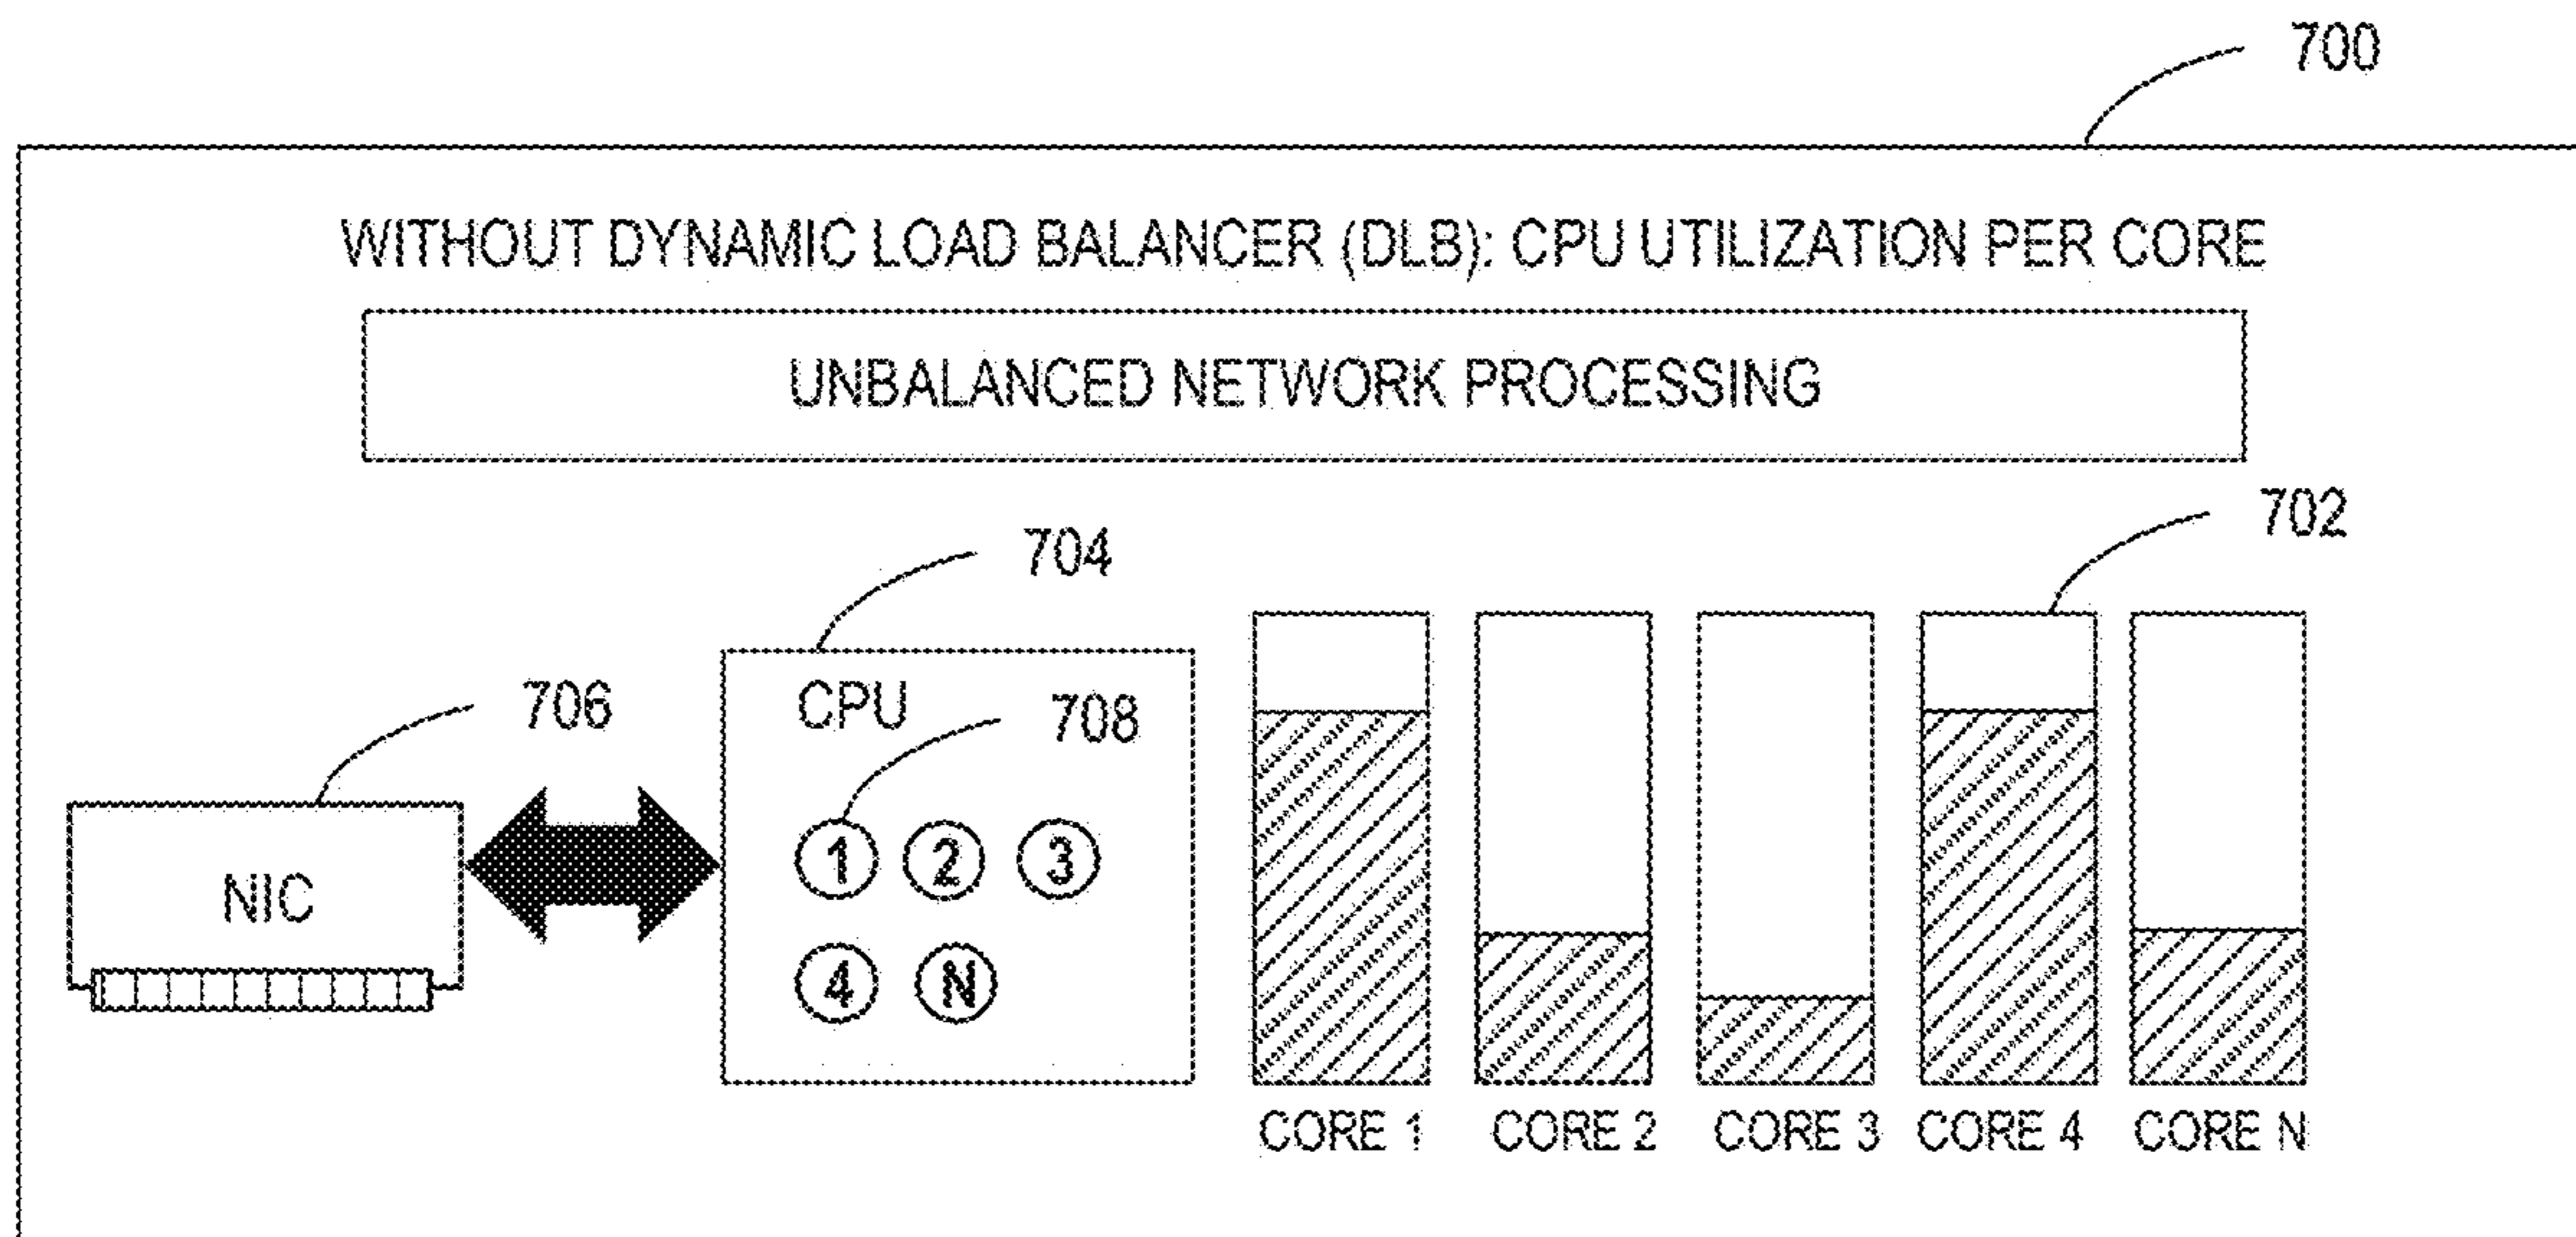 700
WITHOUT DYNAMIC LOAD BALANCER (DLB): CPU UTILIZATION PER CORE
UNBALANCED NETWORK PROCESSING
702
704
706
CPU
708
1 2 3
NIC
4 N
CORE 1 CORE 2 CORE 3 CORE 4 CORE N